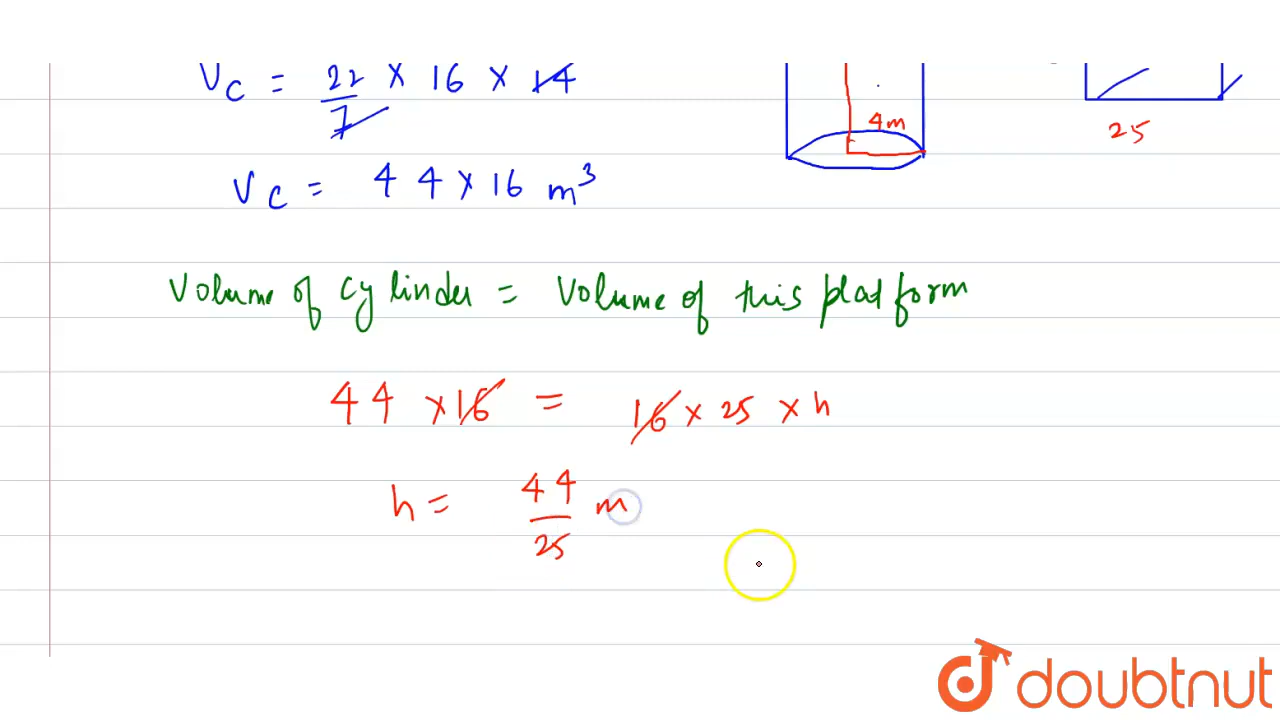 Vc = 22/7 × 16 × 14
4m
25
Vc = 44 × 16 m³
Volume of cylinder = Volume of this platform
44 × 16 = 16 × 25 × h
h = 44/25 m
doubtnut